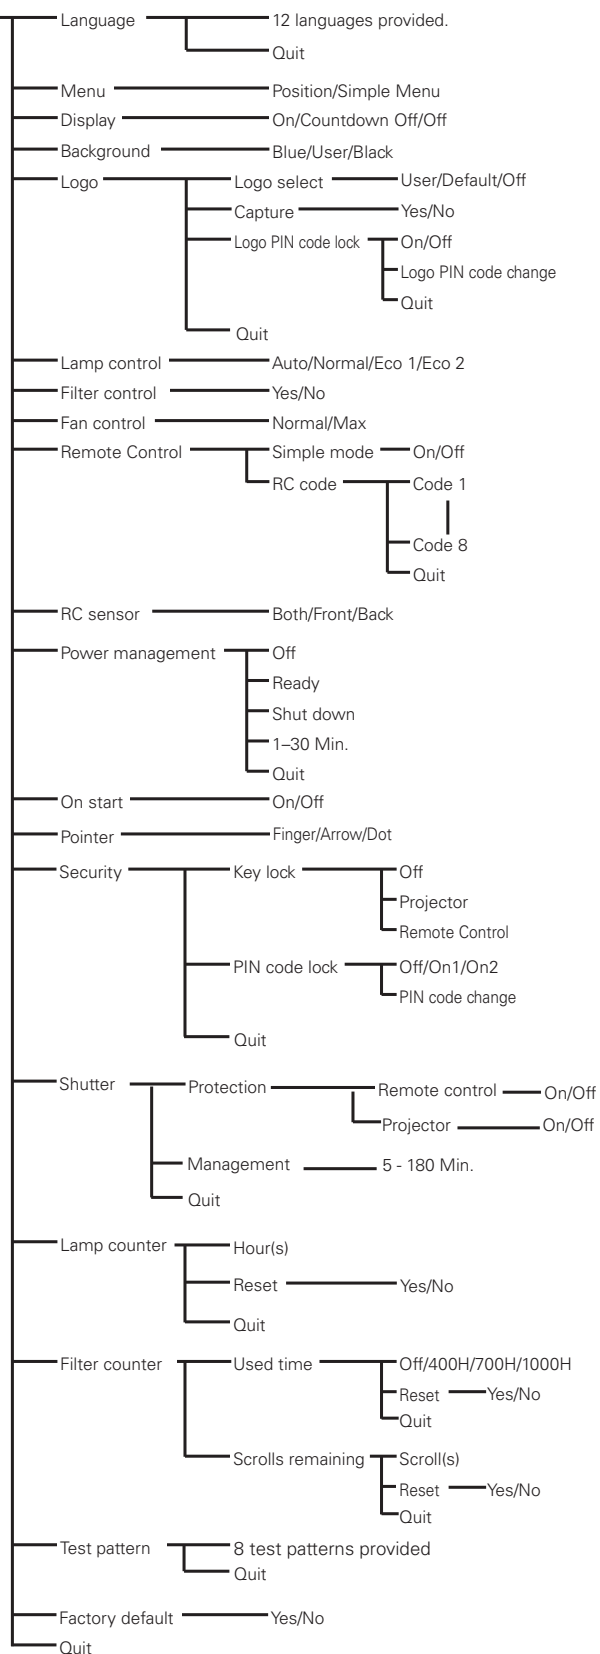 Language 12 languages provided.
Quit
Menu Position/Simple Menu
Display On/Countdown Off/Off
Background Blue/User/Black
Logo Logo select User/Default/Off
Capture Yes/No
Logo PIN code lock On/Off
Logo PIN code change
Quit
Quit
Lamp control Auto/Normal/Eco 1/Eco 2
Filter control Yes/No
Fan control Normal/Max
Remote Control Simple mode On/Off
RC code Code 1
Code 8
Quit
RC sensor Both/Front/Back
Power management Off
Ready
Shut down
1–30 Min.
Quit
On start On/Off
Pointer Finger/Arrow/Dot
Security Key lock Off
Projector
Remote Control
PIN code lock Off/On1/On2
PIN code change
Quit
Shutter Protection Remote control On/Off
Projector On/Off
Management 5 - 180 Min.
Quit
Lamp counter Hour(s)
Reset Yes/No
Quit
Filter counter Used time Off/400H/700H/1000H
Reset Yes/No
Quit
Scrolls remaining Scroll(s)
Reset Yes/No
Quit
Test pattern 8 test patterns provided
Quit
Factory default Yes/No
Quit